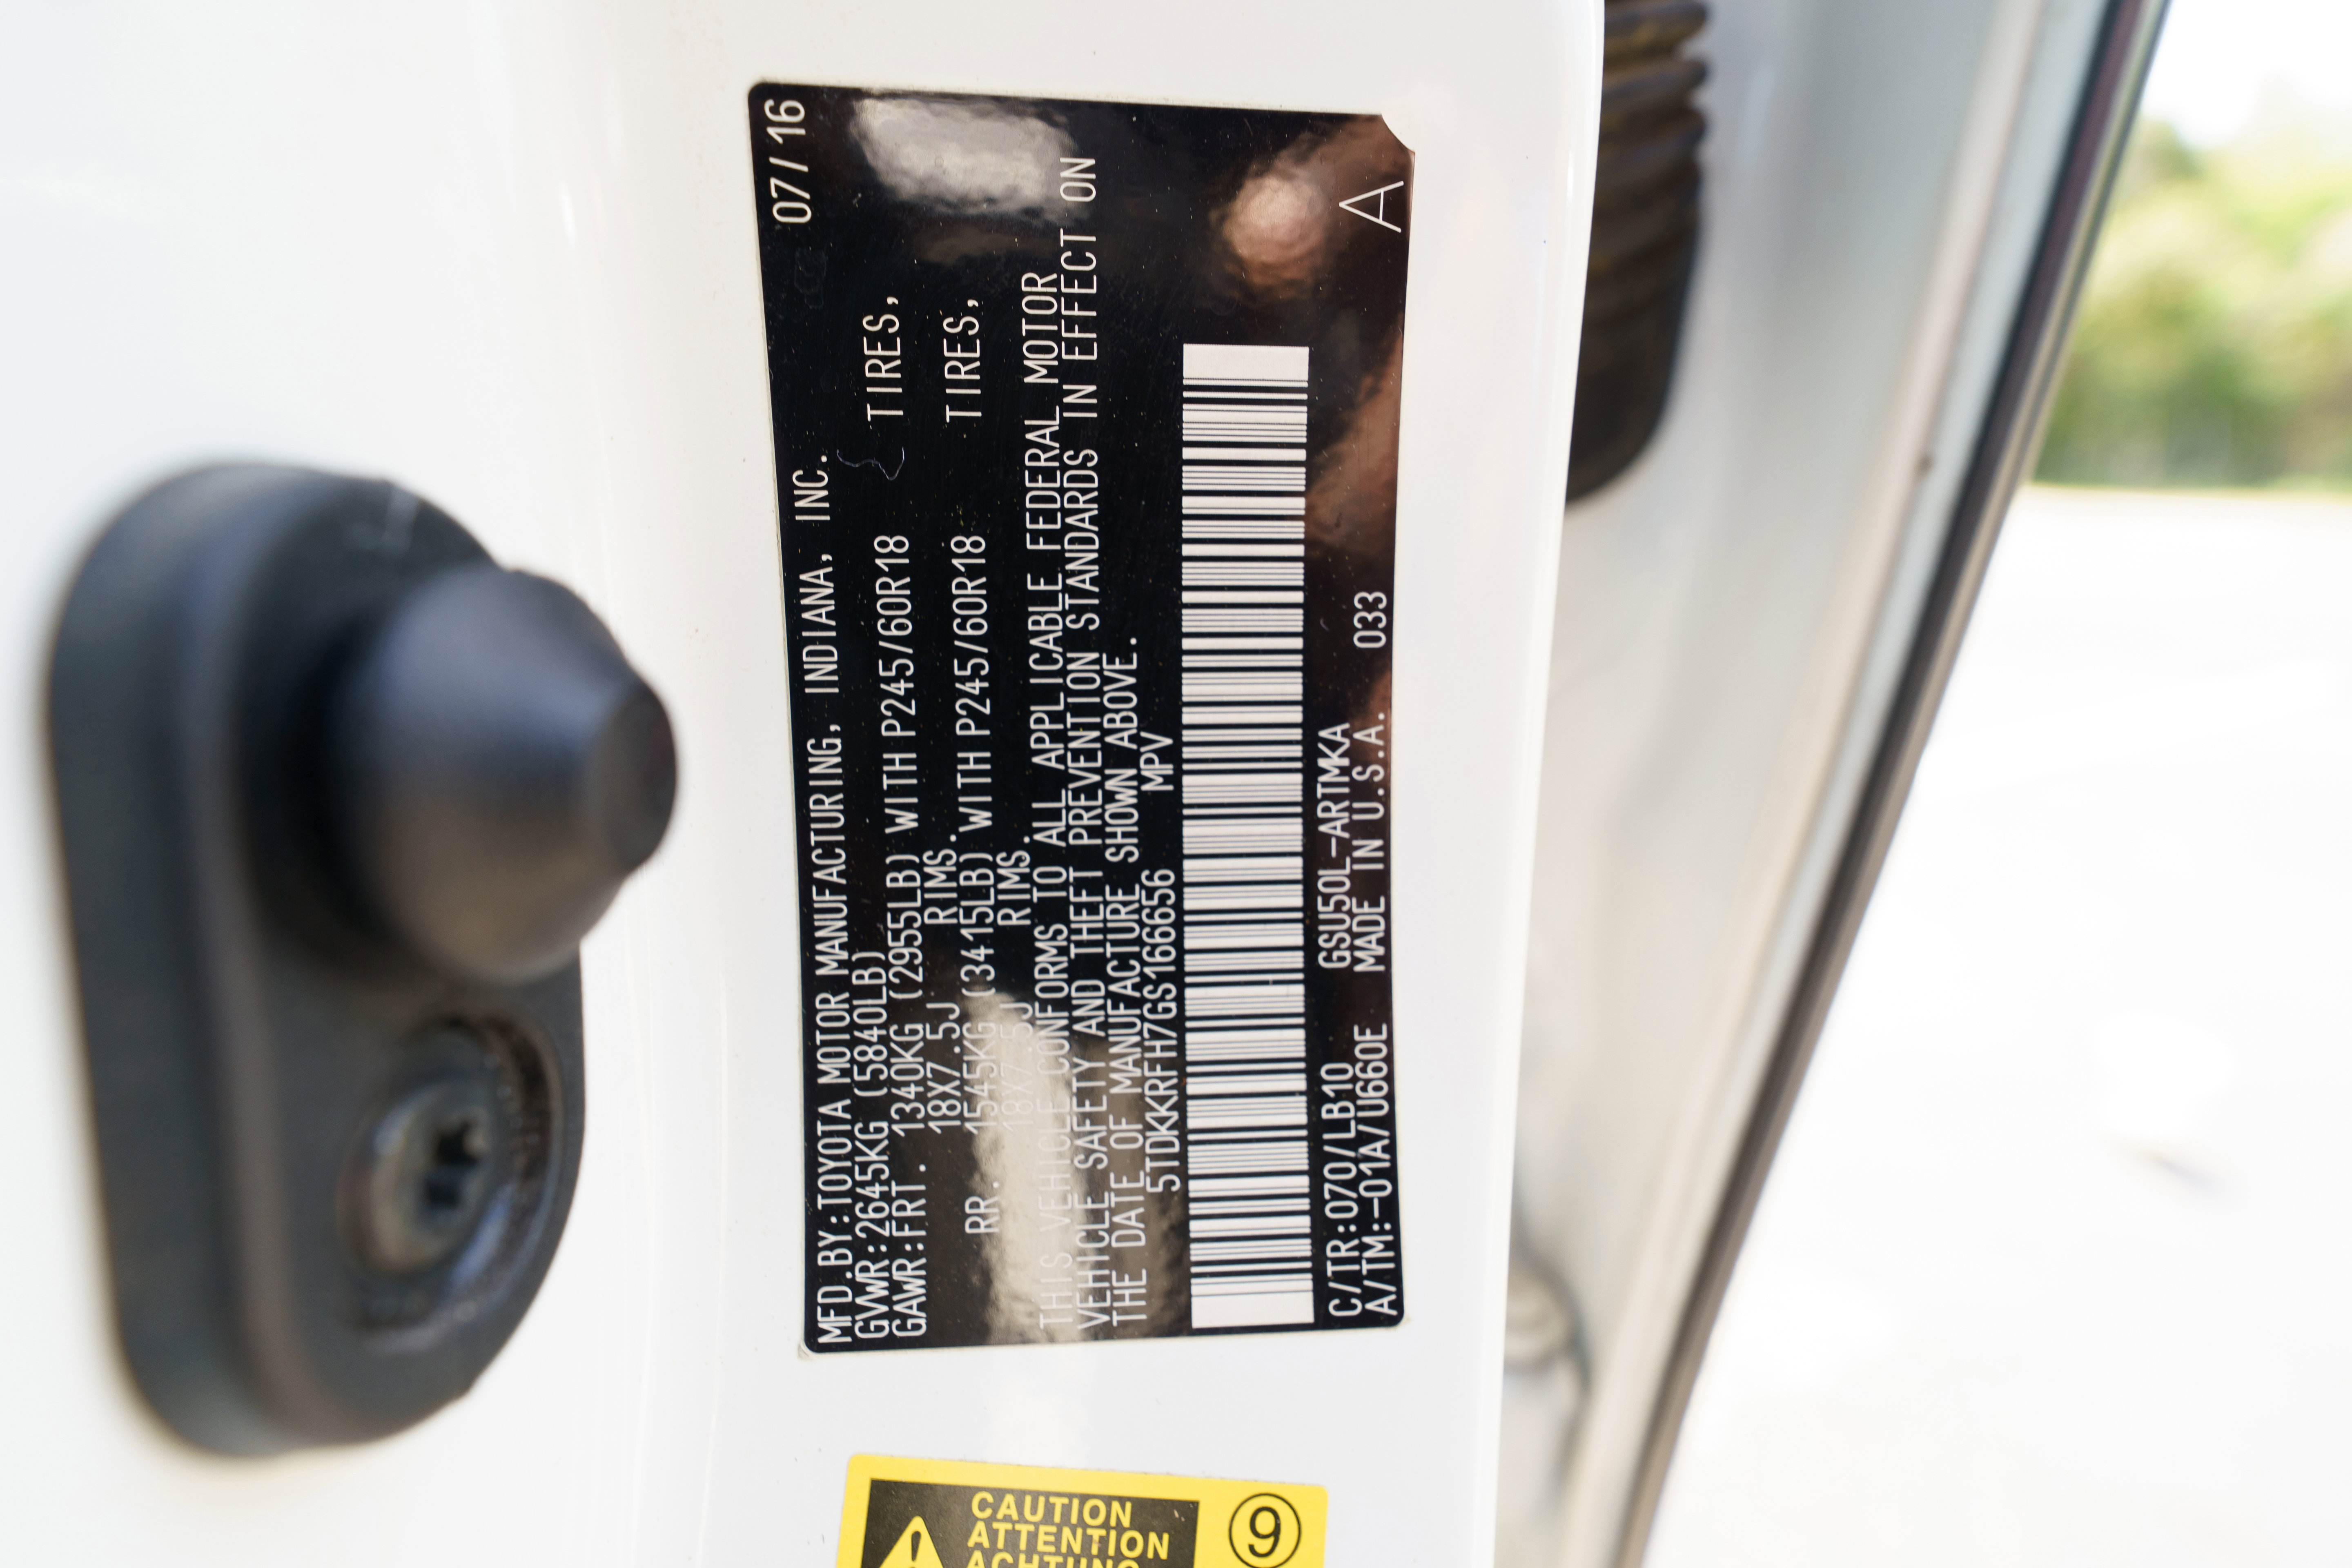 07/16
MFD.BY:TOYOTA MOTOR MANUFACTURING, INDIANA, INC.
GVWR:2645KG (5840LB)
GAWR:FRT. 1340KG (2955LB) WITH P245/60R18 TIRES,
18X7.5J RIMS.
RR. 1545KG (3415LB) WITH P245/60R18 TIRES,
18X7.5J RIMS.
THIS VEHICLE CONFORMS TO ALL APPLICABLE FEDERAL MOTOR
VEHICLE SAFETY AND THEFT PREVENTION STANDARDS IN EFFECT ON
THE DATE OF MANUFACTURE SHOWN ABOVE.
5TDKKRFH7GS166656 MPV
C/TR:070/LB10 GSU50L-ARTMKA
A/TM:-01A/U660E MADE IN U.S.A. 033
A
CAUTION
ATTENTION
ACHTUNG
9